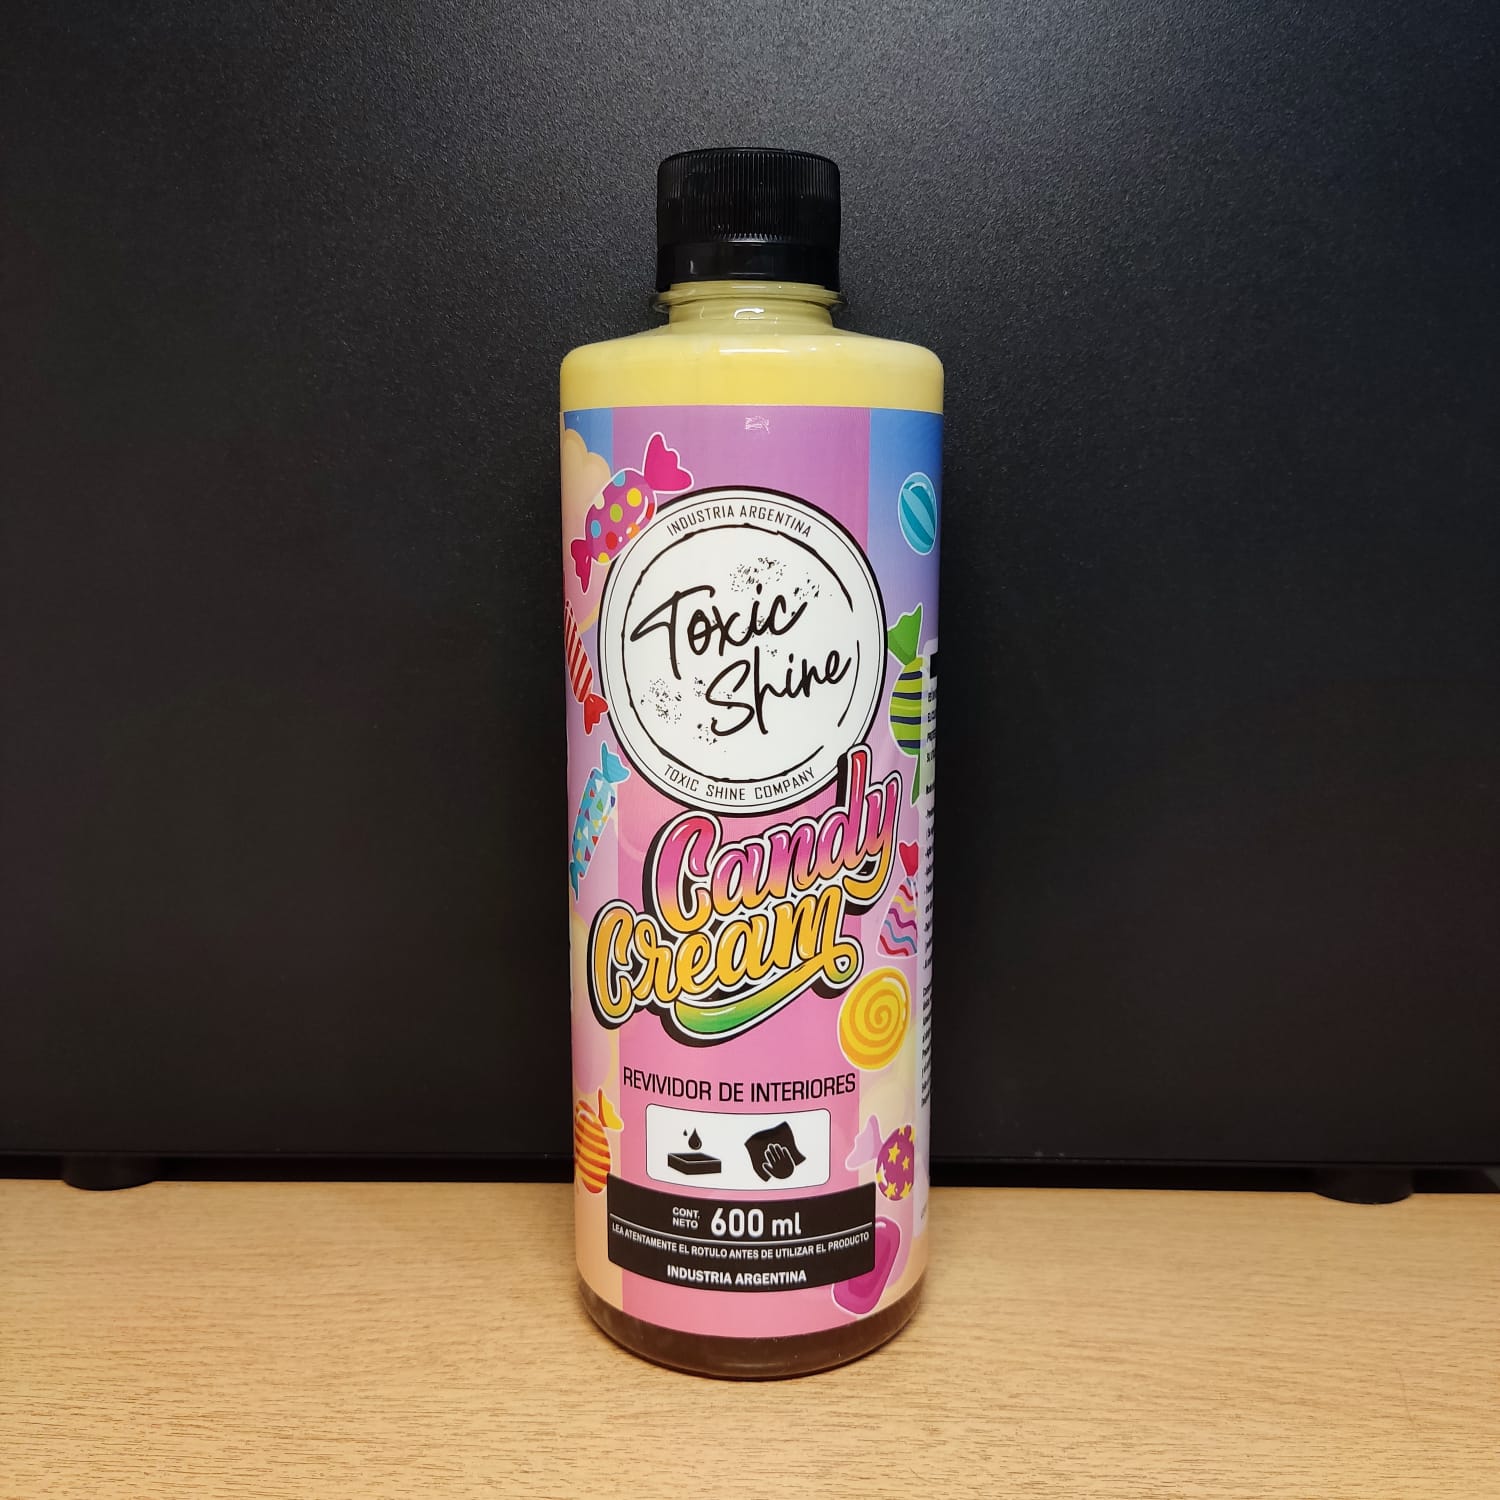 INDUSTRIA ARGENTINA
Toxic
Shine
TOXIC SHINE COMPANY
Candy
Cream
REVIVIDOR DE INTERIORES
CONT.
NETO 600 ml
LEA ATENTAMENTE EL ROTULO ANTES DE UTILIZAR EL PRODUCTO
INDUSTRIA ARGENTINA